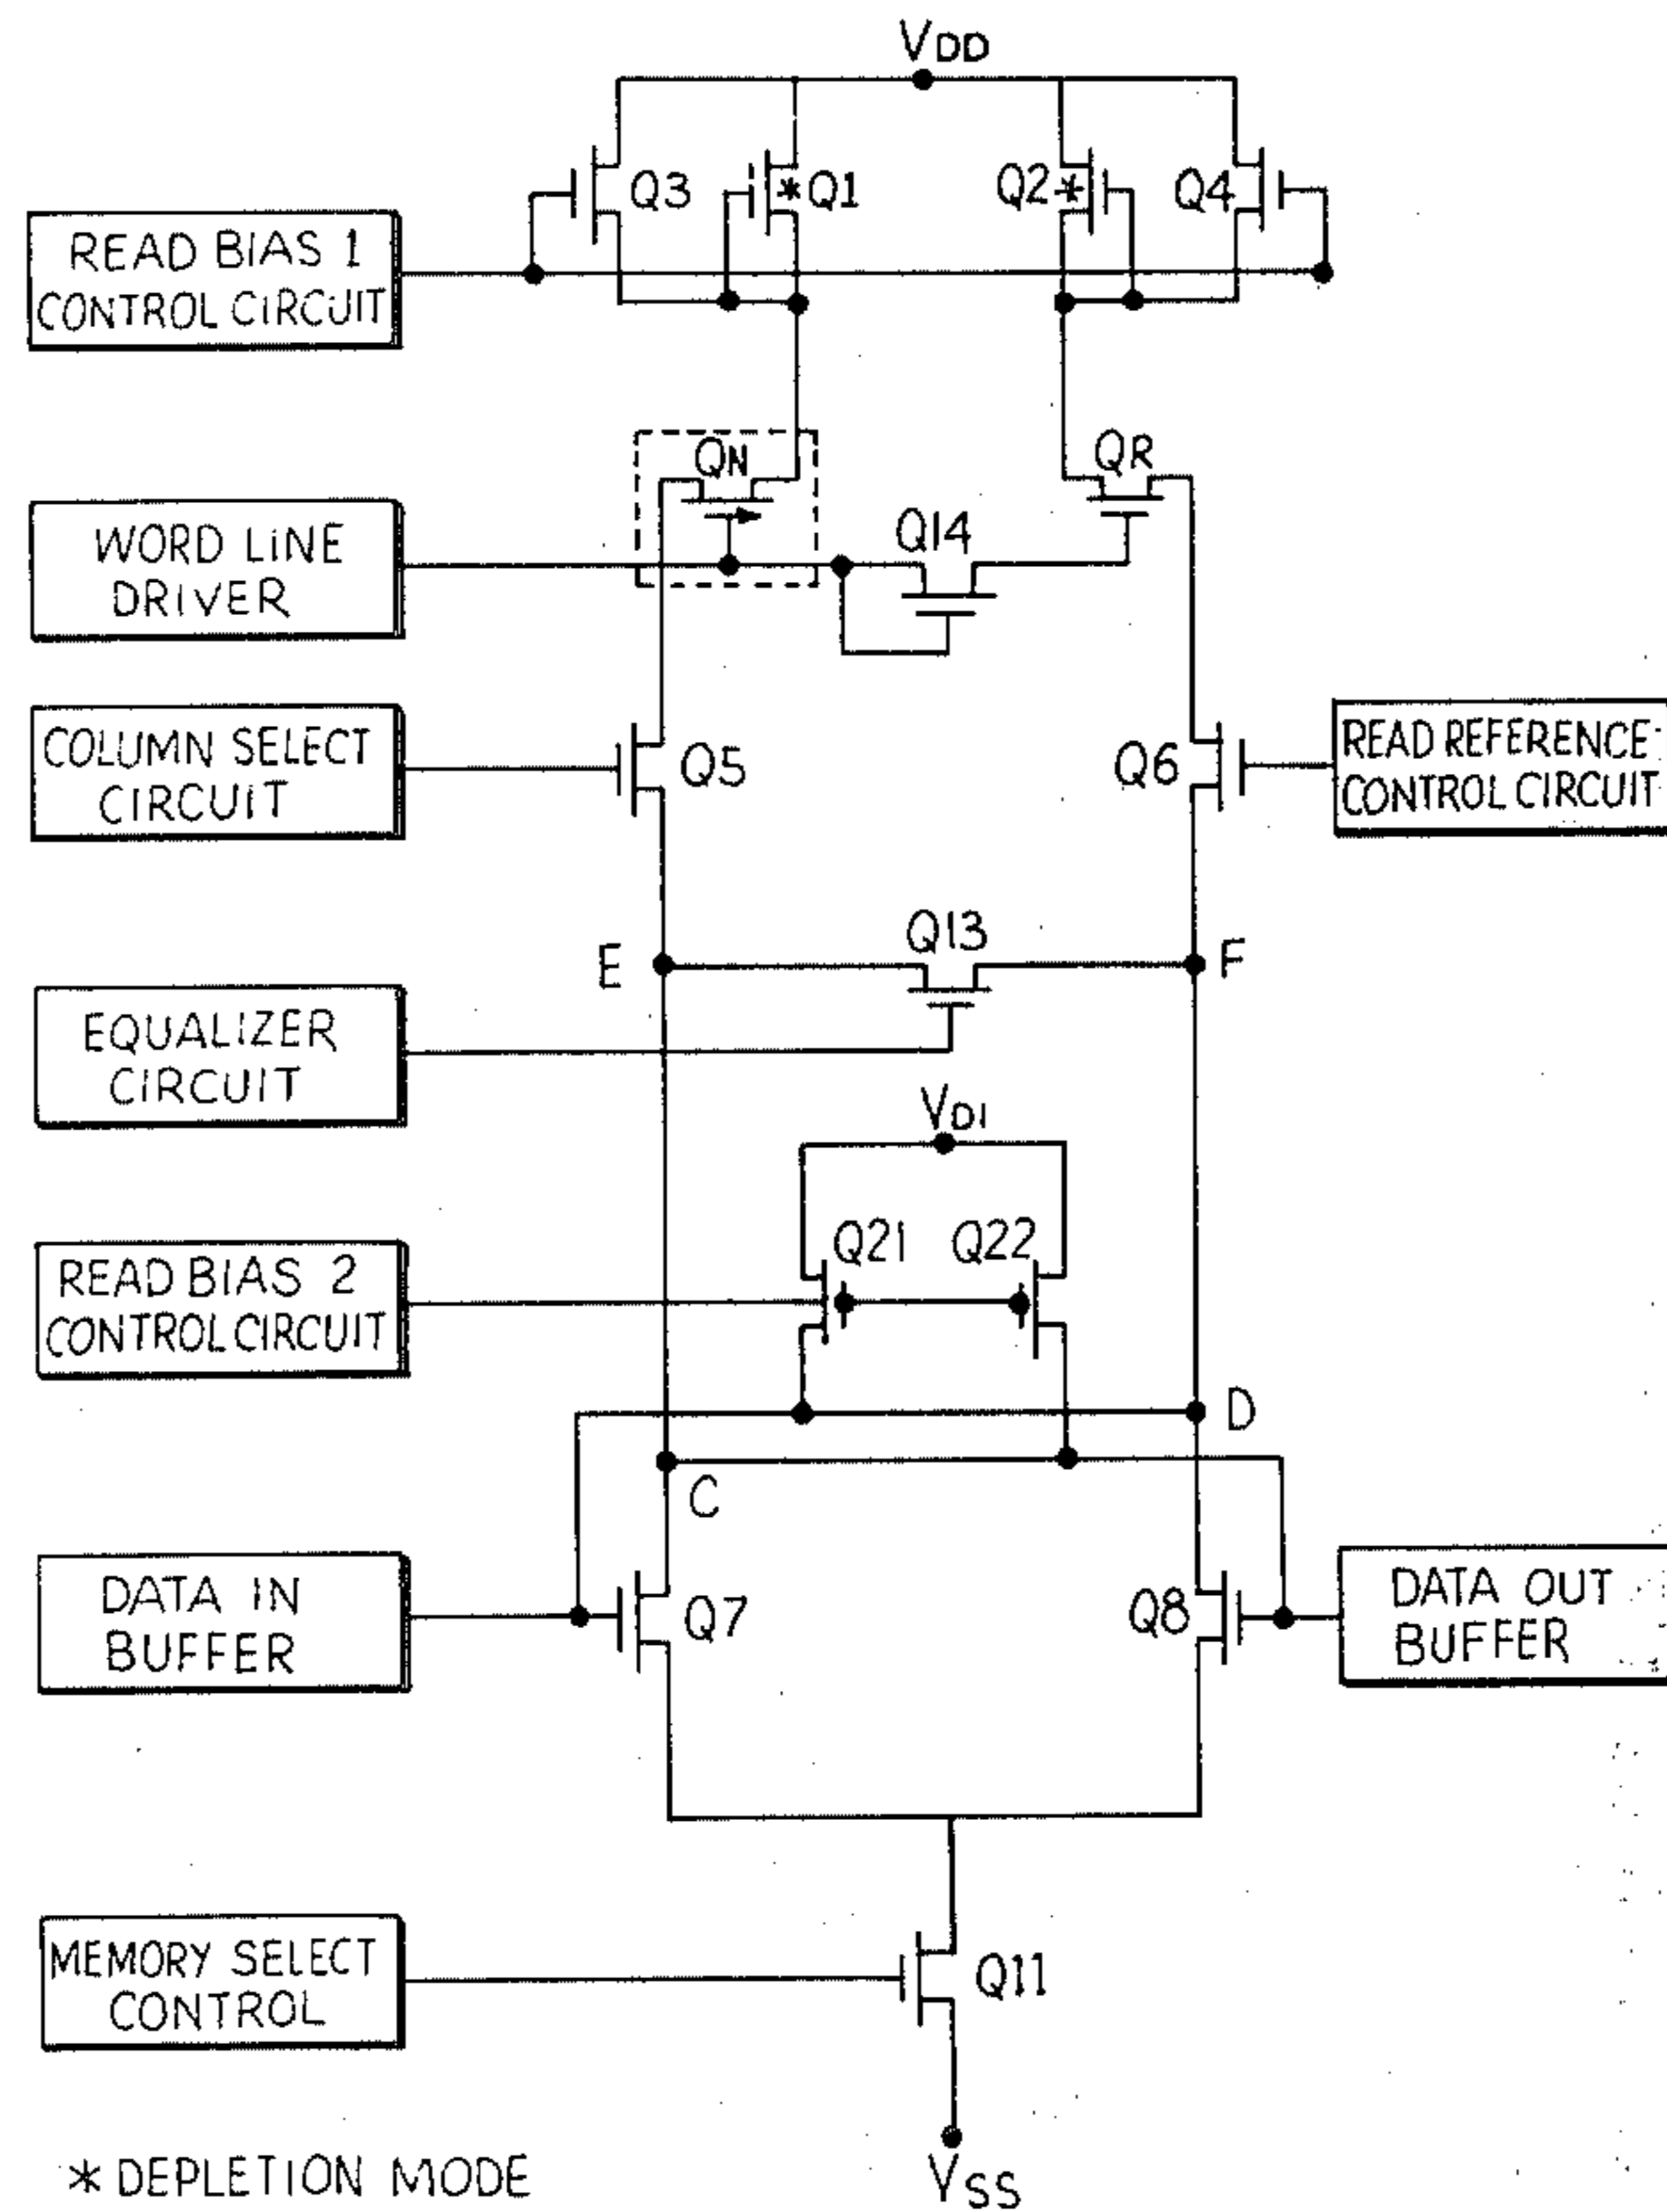 VDD
Q3
* Q1
Q2 *
Q4
READ BIAS 1
CONTROL CIRCUIT
QN
QR
WORD LINE
DRIVER
Q14
COLUMN SELECT
CIRCUIT
Q5
Q6
READ REFERENCE
CONTROL CIRCUIT
E
Q13
F
EQUALIZER
CIRCUIT
VDI
READ BIAS 2
CONTROL CIRCUIT
Q21
Q22
D
C
DATA IN
BUFFER
Q7
Q8
DATA OUT
BUFFER
MEMORY SELECT
CONTROL
Q11
* DEPLETION MODE
VSS